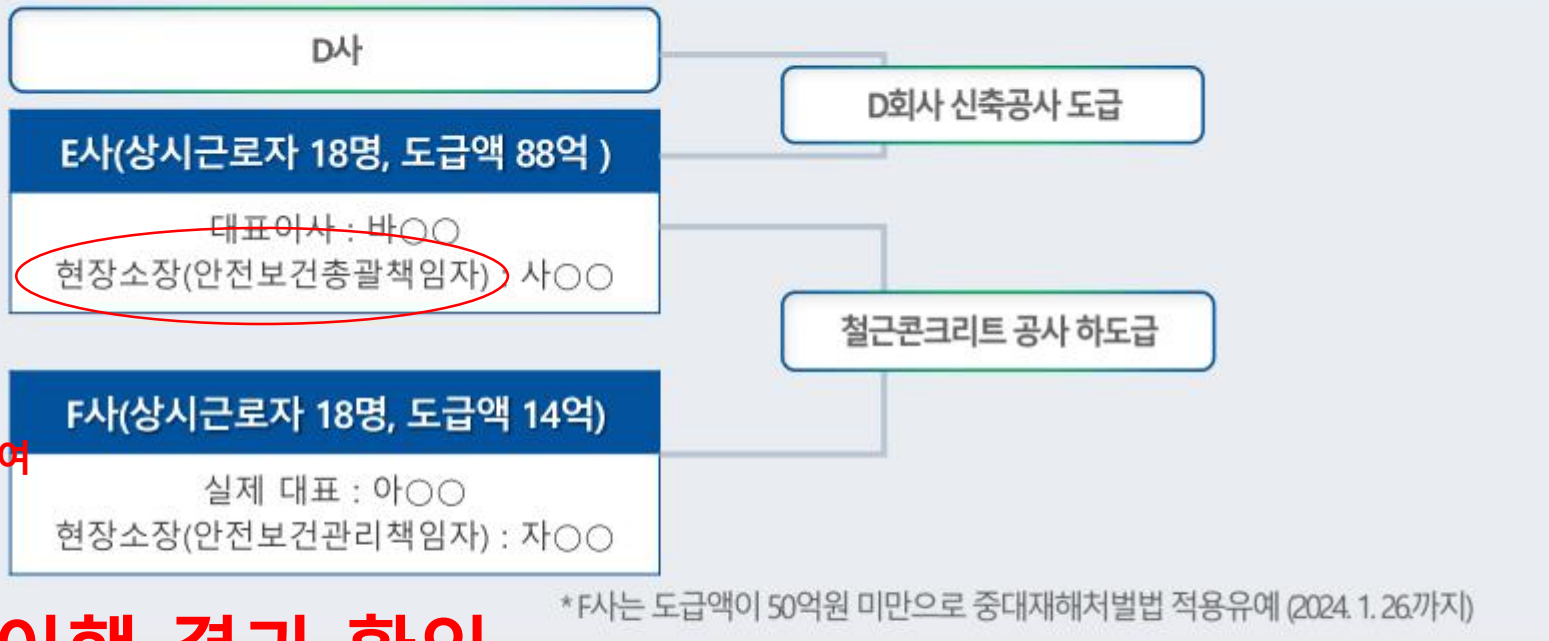 D사
D회사 신축공사 도급
E사(상시근로자 18명, 도급액 88억 )
대표이사 : 바○○
현장소장(안전보건총괄책임자) : 사○○
철근콘크리트 공사 하도급
F사(상시근로자 18명, 도급액 14억)
여
실제 대표 : 아○○
현장소장(안전보건관리책임자) : 자○○
* F사는 도급액이 50억원 미만으로 중대재해처벌법 적용유예 (2024. 1. 26.까지)